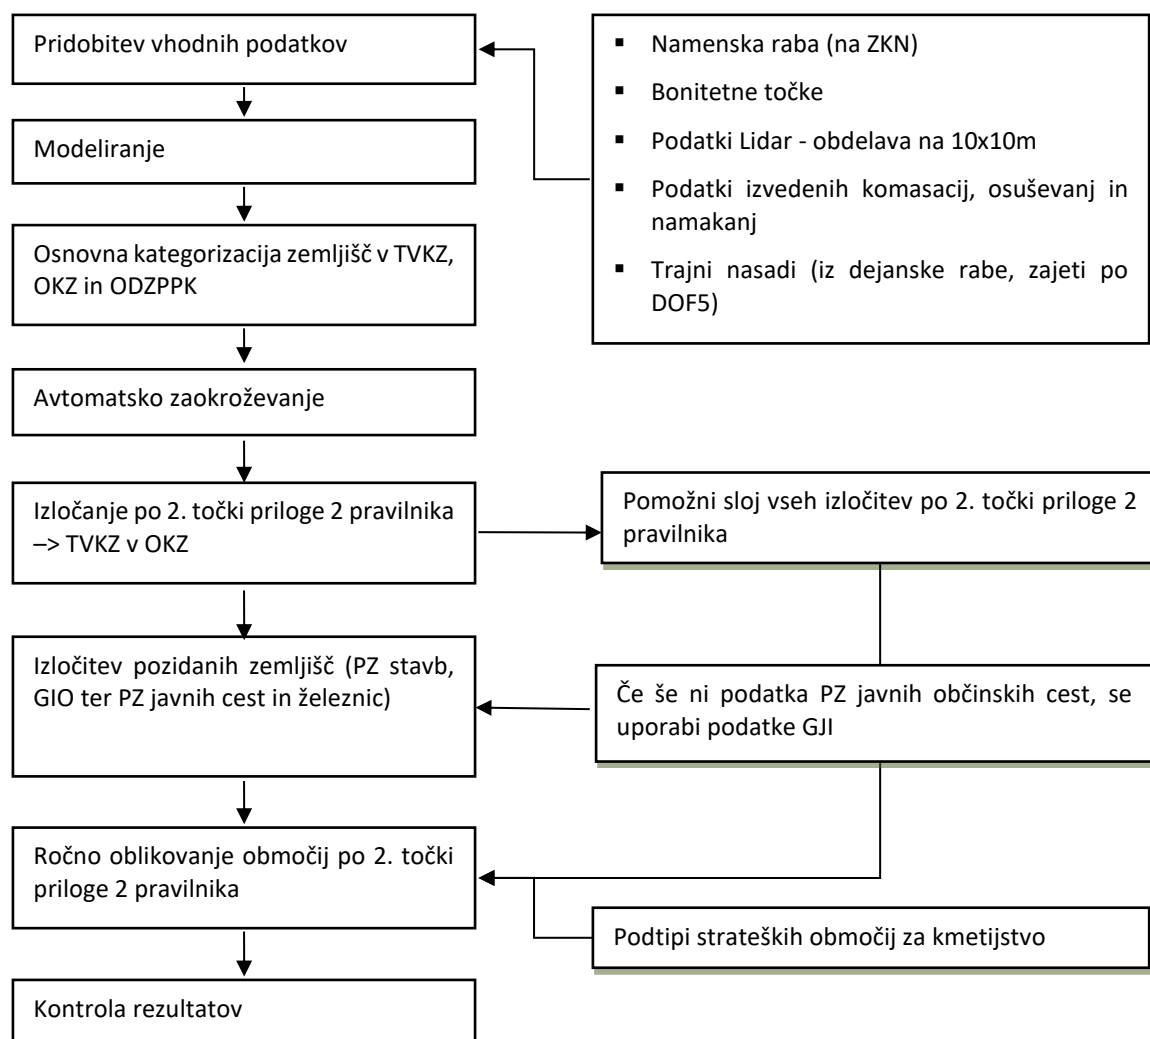 Pridobitev vhodnih podatkov
▪ Namenska raba (na ZKN)
▪ Bonitetne točke
▪ Podatki Lidar - obdelava na 10x10m
▪ Podatki izvedenih komasacij, osuševanj in
namakanj
▪ Trajni nasadi (iz dejanske rabe, zajeti po
DOF5)
Modeliranje
Osnovna kategorizacija zemljišč v TVKZ,
OKZ in ODZPPK
Avtomatsko zaokroževanje
Izločanje po 2. točki priloge 2 pravilnika
–> TVKZ v OKZ
Pomožni sloj vseh izločitev po 2. točki priloge 2
pravilnika
Izločitev pozidanih zemljišč (PZ stavb,
GIO ter PZ javnih cest in železnic)
Če še ni podatka PZ javnih občinskih cest, se
uporabi podatke GJI
Ročno oblikovanje območij po 2. točki
priloge 2 pravilnika
Podtipi strateških območij za kmetijstvo
Kontrola rezultatov